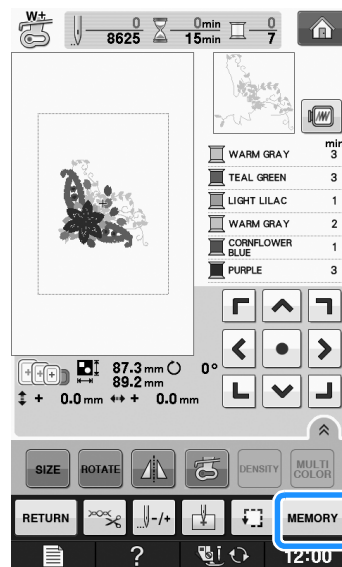 W+
0 0min 0
8625 15min 7
min
WARM GRAY 3
TEAL GREEN 3
LIGHT LILAC 1
WARM GRAY 2
CORNFLOWER
BLUE 1
PURPLE 3
87.3 mm 0°
89.2 mm
+ 0.0 mm + 0.0 mm
SIZE ROTATE DENSITY MULTI
COLOR
RETURN -/+ MEMORY
? 12:00